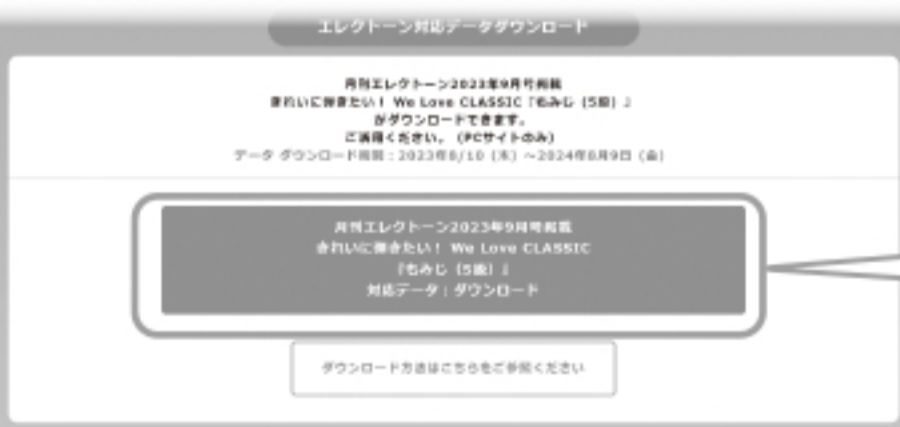 エレクトーン対応データダウンロード
月刊エレクトーン2023年9月号掲載
きれいに弾きたい！ We Love CLASSIC『もみじ（5級）』
がダウンロードできます。
ご活用ください。（PCサイトのみ）
データ ダウンロード期間：2023年8/10（木）～2024年8月9日（金）
月刊エレクトーン2023年9月号掲載
きれいに弾きたい！ We Love CLASSIC
『もみじ（5級）』
対応データ：ダウンロード
ダウンロード方法はこちらをご参照ください